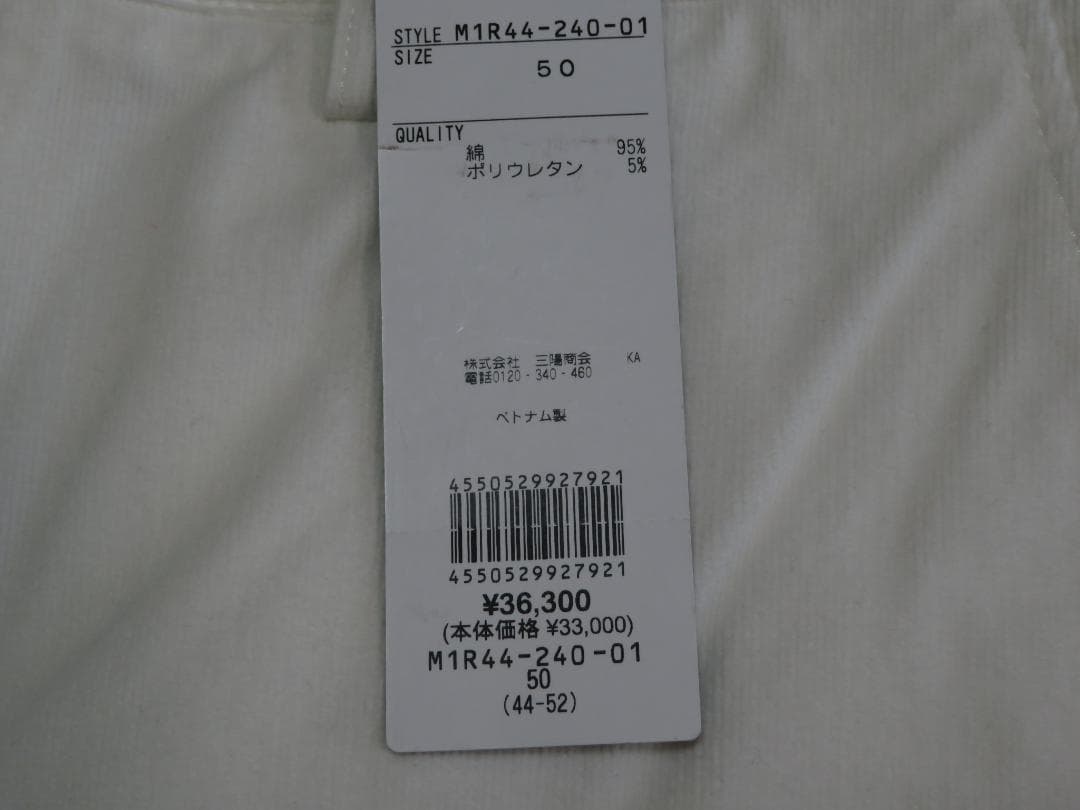 STYLE M1R44-240-01
SIZE
50
QUALITY
綿 95%
ポリウレタン 5%
株式会社 三陽商会 KA
電話0120-340-460
ベトナム製
4550529927921
4550529927921
¥36,300
(本体価格 ¥33,000)
M1R44-240-01
50
(44-52)